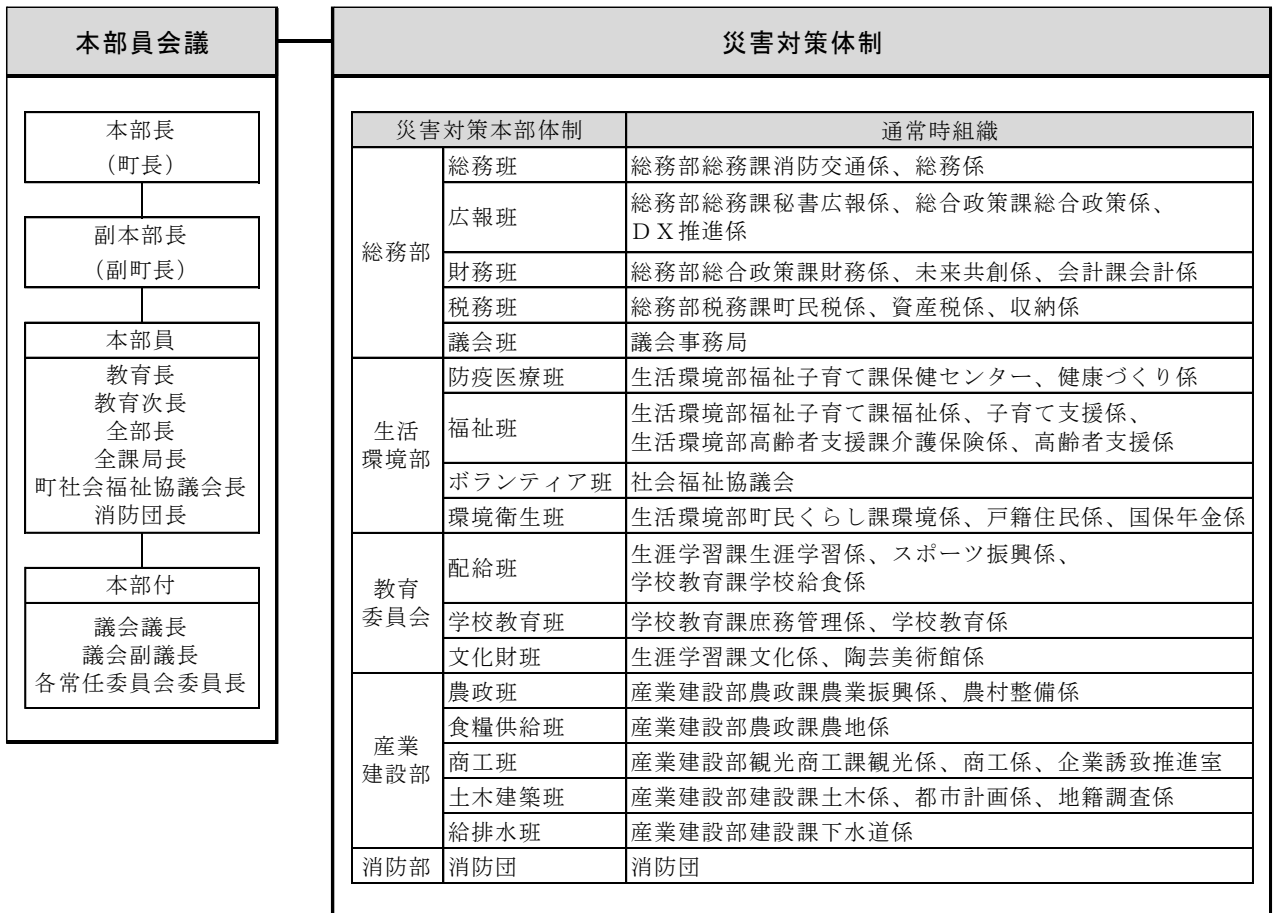 本部員会議
本部長
(町長)
副本部長
(副町長)
本部員
教育長
教育次長
全部長
全課局長
町社会福祉協議会長
消防団長
本部付
議会議長
議会副議長
各常任委員会委員長
災害対策体制
災害対策本部体制 通常時組織
総務部
総務班 総務部総務課消防交通係、総務係
広報班 総務部総務課秘書広報係、総合政策課総合政策係、
DX推進係
財務班 総務部総合政策課財務係、未来共創係、会計課会計係
税務班 総務部税務課町民税係、資産税係、収納係
議会班 議会事務局
生活
環境部
防疫医療班 生活環境部福祉子育て課保健センター、健康づくり係
福祉班 生活環境部福祉子育て課福祉係、子育て支援係、
生活環境部高齢者支援課介護保険係、高齢者支援係
ボランティア班 社会福祉協議会
環境衛生班 生活環境部町民くらし課環境係、戸籍住民係、国保年金係
教育
委員会
配給班 生涯学習課生涯学習係、スポーツ振興係、
学校教育課学校給食係
学校教育班 学校教育課庶務管理係、学校教育係
文化財班 生涯学習課文化係、陶芸美術館係
産業
建設部
農政班 産業建設部農政課農業振興係、農村整備係
食糧供給班 産業建設部農政課農地係
商工班 産業建設部観光商工課観光係、商工係、企業誘致推進室
土木建築班 産業建設部建設課土木係、都市計画係、地籍調査係
給排水班 産業建設部建設課下水道係
消防部 消防団 消防団